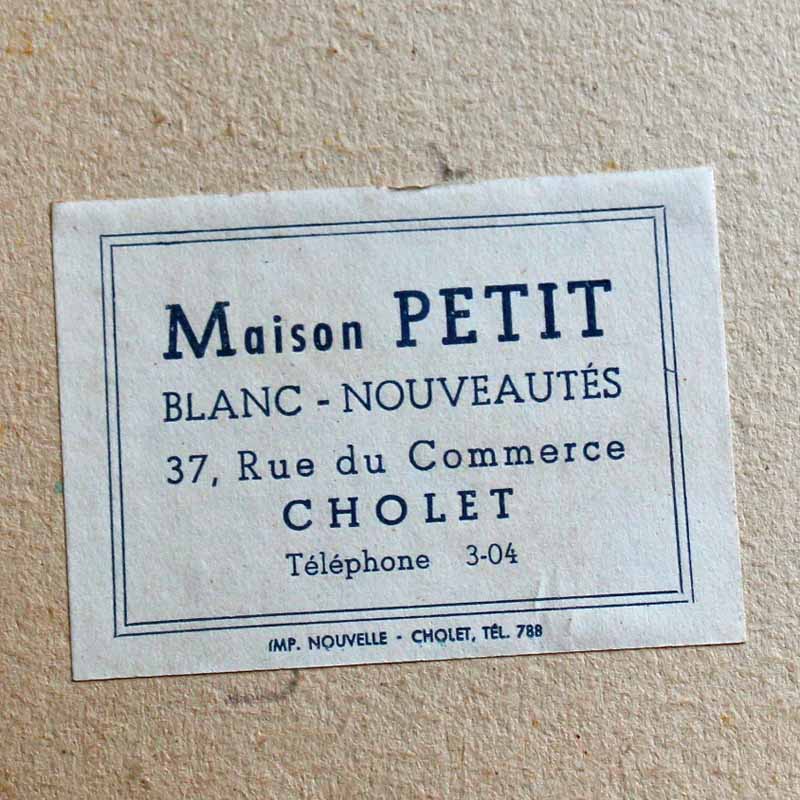 Maison PETIT
BLANC - NOUVEAUTÉS
37, Rue du Commerce
CHOLET
Téléphone 3-04
IMP. NOUVELLE - CHOLET, TÉL. 788